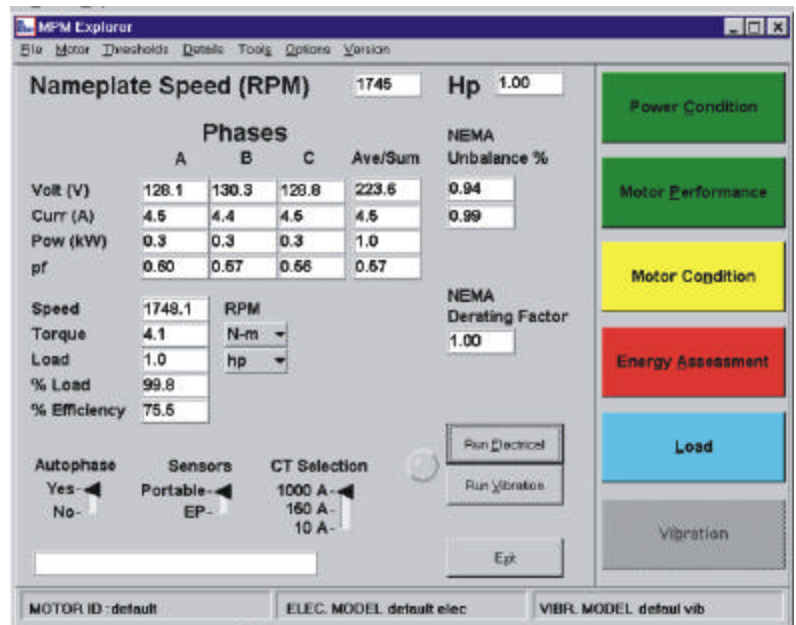 MPM Explorer
File Motor Thresholds Details Tools Options Version
Nameplate Speed (RPM) 1745 Hp 1.00
Phases
A B C Ave/Sum
NEMA
Unbalance %
Volt (V) 128.1 130.3 128.8 223.6 0.94
Curr (A) 4.5 4.4 4.5 4.5 0.99
Pow (kW) 0.3 0.3 0.3 1.0
pf 0.60 0.57 0.56 0.57
NEMA
Derating Factor
1.00
Speed 1748.1 RPM
Torque 4.1 N-m
Load 1.0 hp
% Load 99.8
% Efficiency 75.5
Autophase
Yes-
No-
Sensors
Portable-
EP-
CT Selection
1000 A-
150 A-
10 A-
Run Electrical
Run Vibration
Exit
Power Condition
Motor Performance
Motor Condition
Energy Assessment
Load
Vibration
MOTOR ID : default
ELEC. MODEL default elec
VIBR. MODEL defaul vib